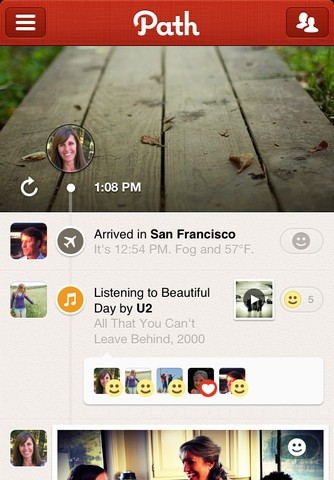 Path
1:08 PM
Arrived in San Francisco
It's 12:54 PM. Fog and 57°F.
Listening to Beautiful
Day by U2
All That You Can't
Leave Behind, 2000
5